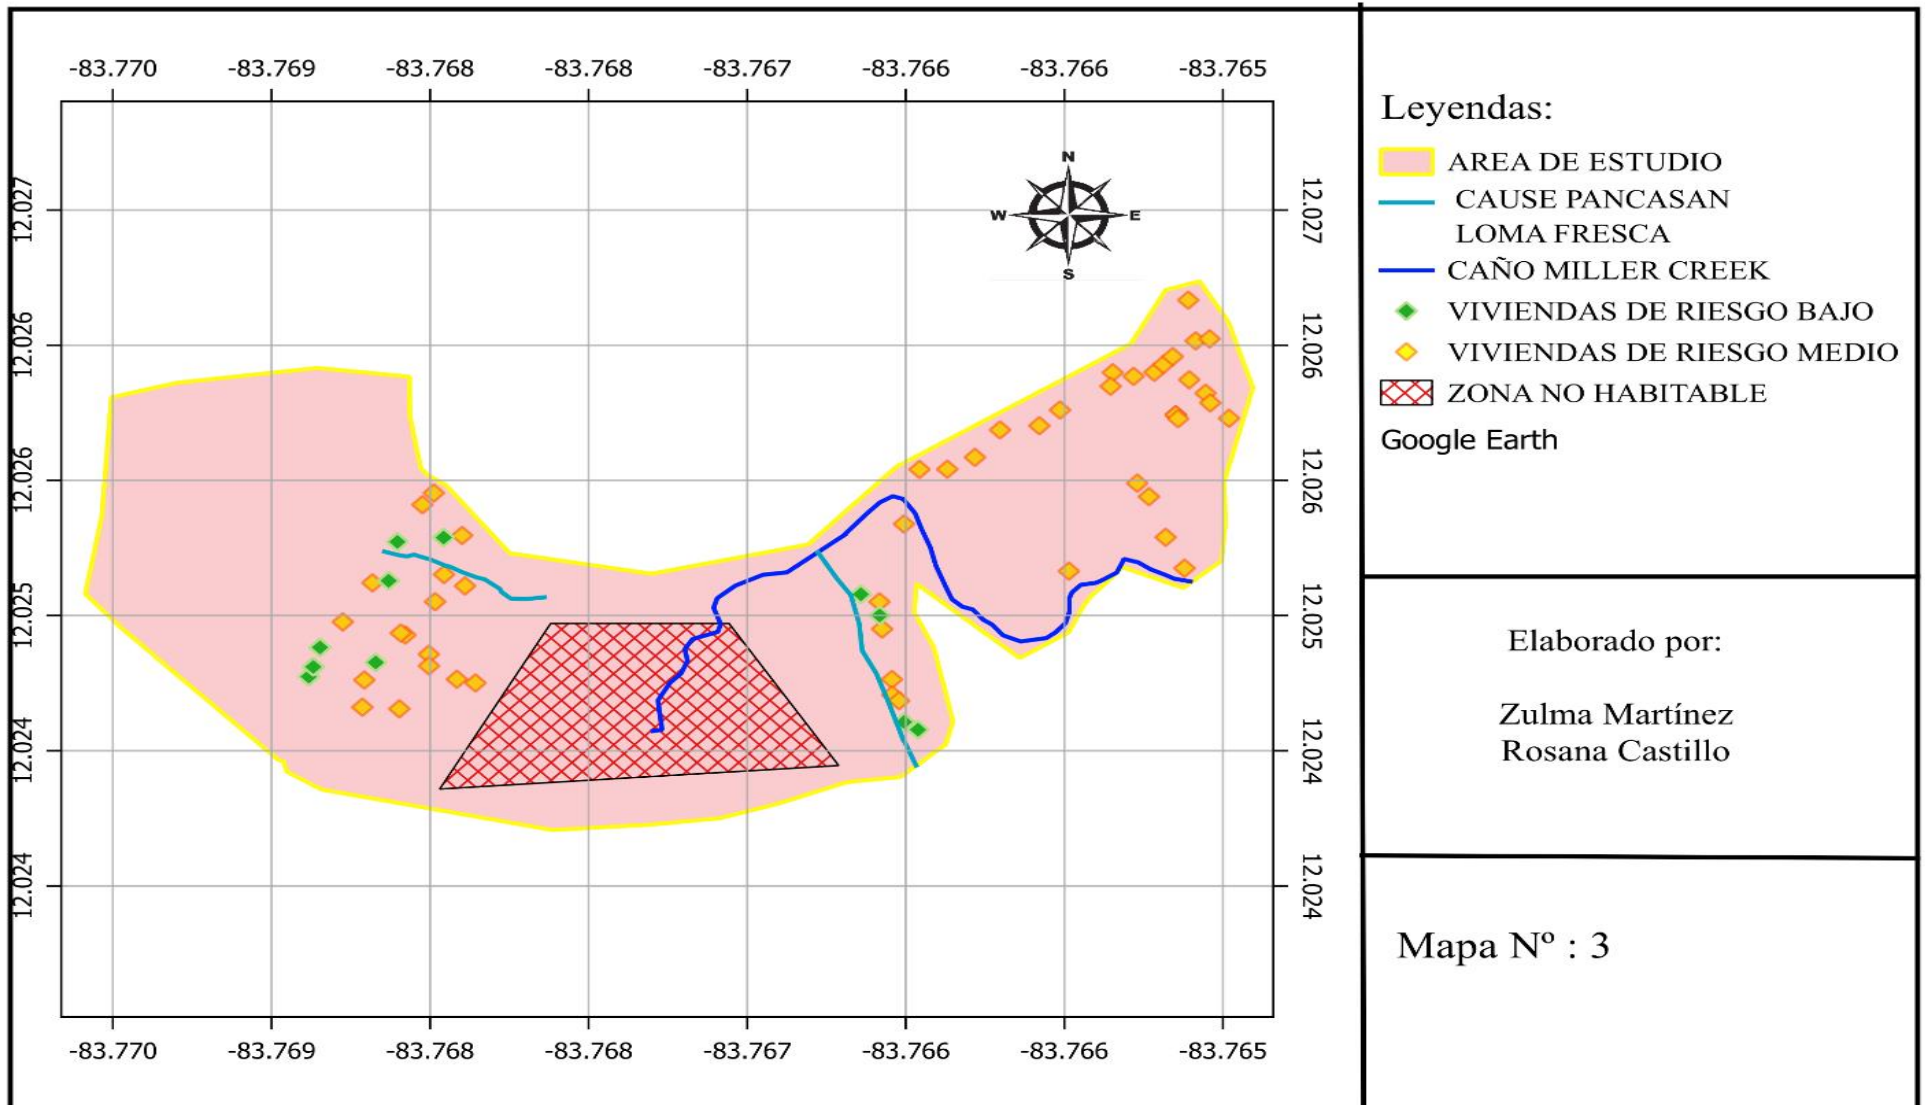 -83.770 -83.769 -83.768 -83.768 -83.767 -83.766 -83.766 -83.765
12.027
12.026
12.026
12.025
12.024
12.024
N
W E
S
12.027
12.026
12.026
12.025
12.024
12.024
-83.770 -83.769 -83.768 -83.768 -83.767 -83.766 -83.766 -83.765
Leyendas:
AREA DE ESTUDIO
CAUSE PANCASAN
LOMA FRESCA
CAÑO MILLER CREEK
VIVIENDAS DE RIESGO BAJO
VIVIENDAS DE RIESGO MEDIO
ZONA NO HABITABLE
Google Earth
Elaborado por:
Zulma Martínez
Rosana Castillo
Mapa Nº : 3